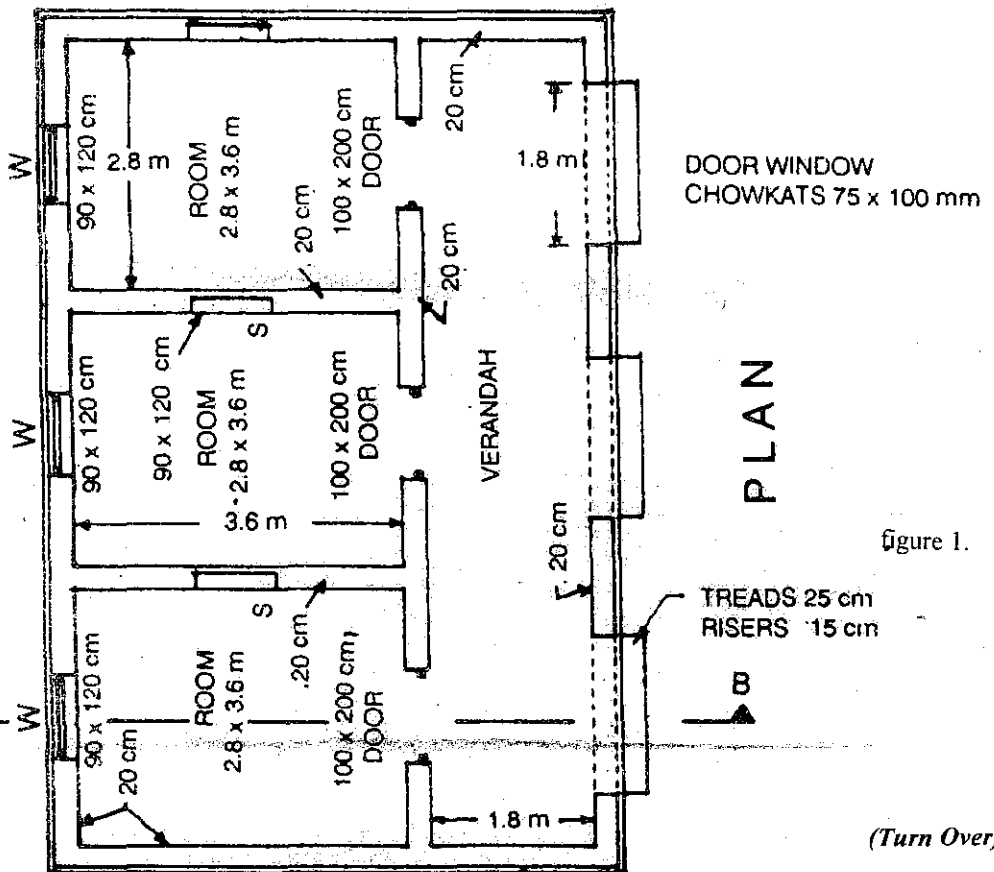 W
90 x 120 cm
2.8 m
ROOM
2.8 x 3.6 m
100 x 200 cm
DOOR
20 cm
20 cm
20 cm
1.8 m
DOOR WINDOW
CHOWKATS 75 x 100 mm
W
90 x 120 cm
90 x 120 cm
S
ROOM
2.8 x 3.6 m
100 x 200 cm
DOOR
3.6 m
VERANDAH
20 cm
PLAN
figure 1.
TREADS 25 cm
RISERS 15 cm
W
90 x 120 cm
S
20 cm
ROOM
2.8 x 3.6 m
100 x 200 cm
DOOR
B
20 cm
1.8 m
(Turn Over)